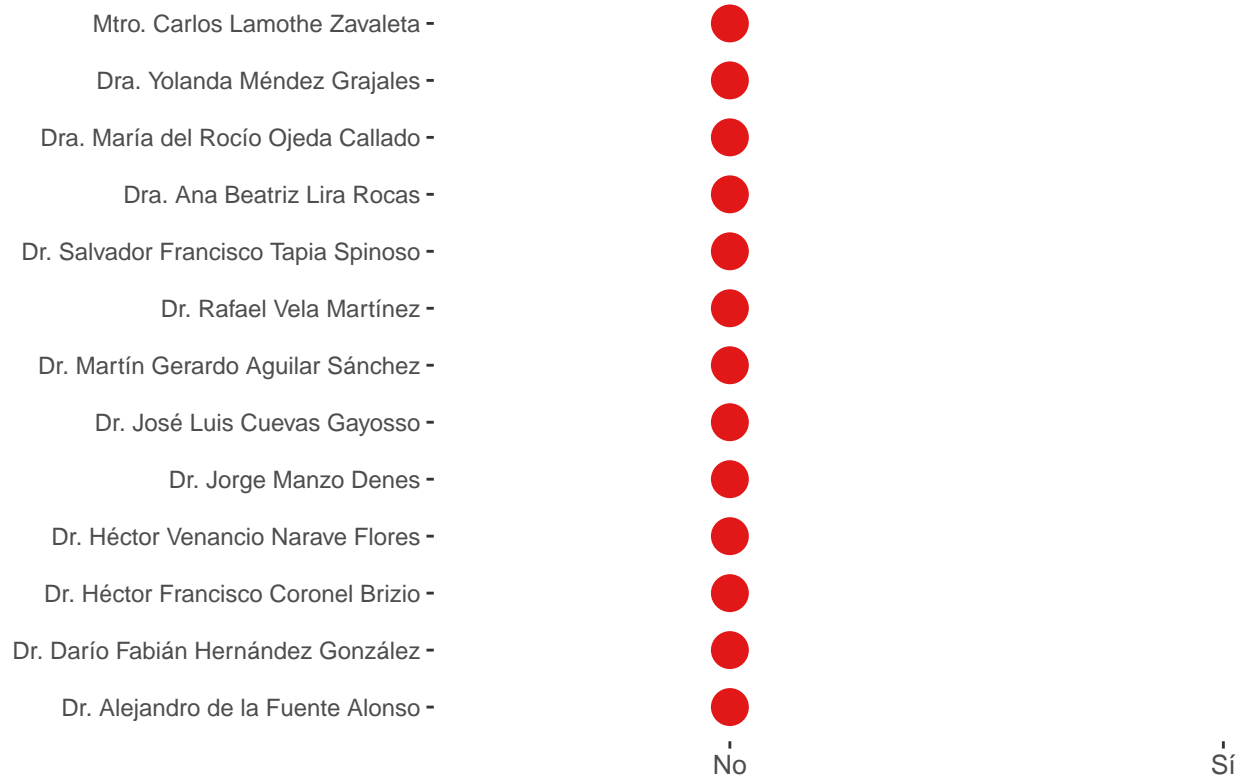 Mtro. Carlos Lamothe Zavaleta
Dra. Yolanda Méndez Grajales
Dra. María del Rocío Ojeda Callado
Dra. Ana Beatriz Lira Rocas
Dr. Salvador Francisco Tapia Spinoso
Dr. Rafael Vela Martínez
Dr. Martín Gerardo Aguilar Sánchez
Dr. José Luis Cuevas Gayosso
Dr. Jorge Manzo Denes
Dr. Héctor Venancio Narave Flores
Dr. Héctor Francisco Coronel Brizio
Dr. Darío Fabián Hernández González
Dr. Alejandro de la Fuente Alonso
No Sí